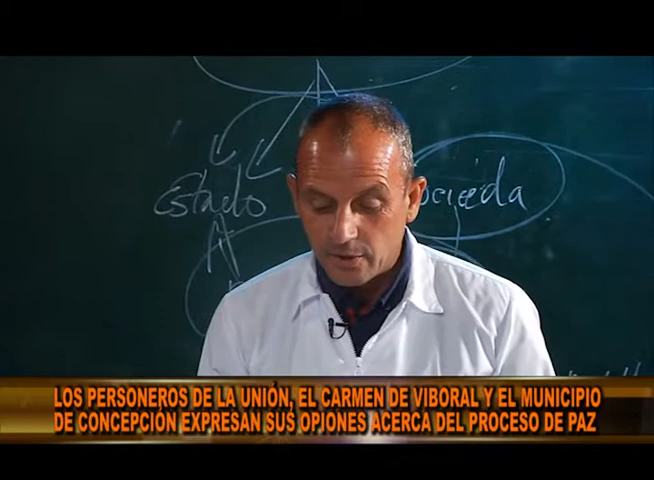 Estado
LOS PERSONEROS DE LA UNIÓN, EL CARMEN DE VIBORAL Y EL MUNICIPIO
DE CONCEPCIÓN EXPRESAN SUS OPIONES ACERCA DEL PROCESO DE PAZ